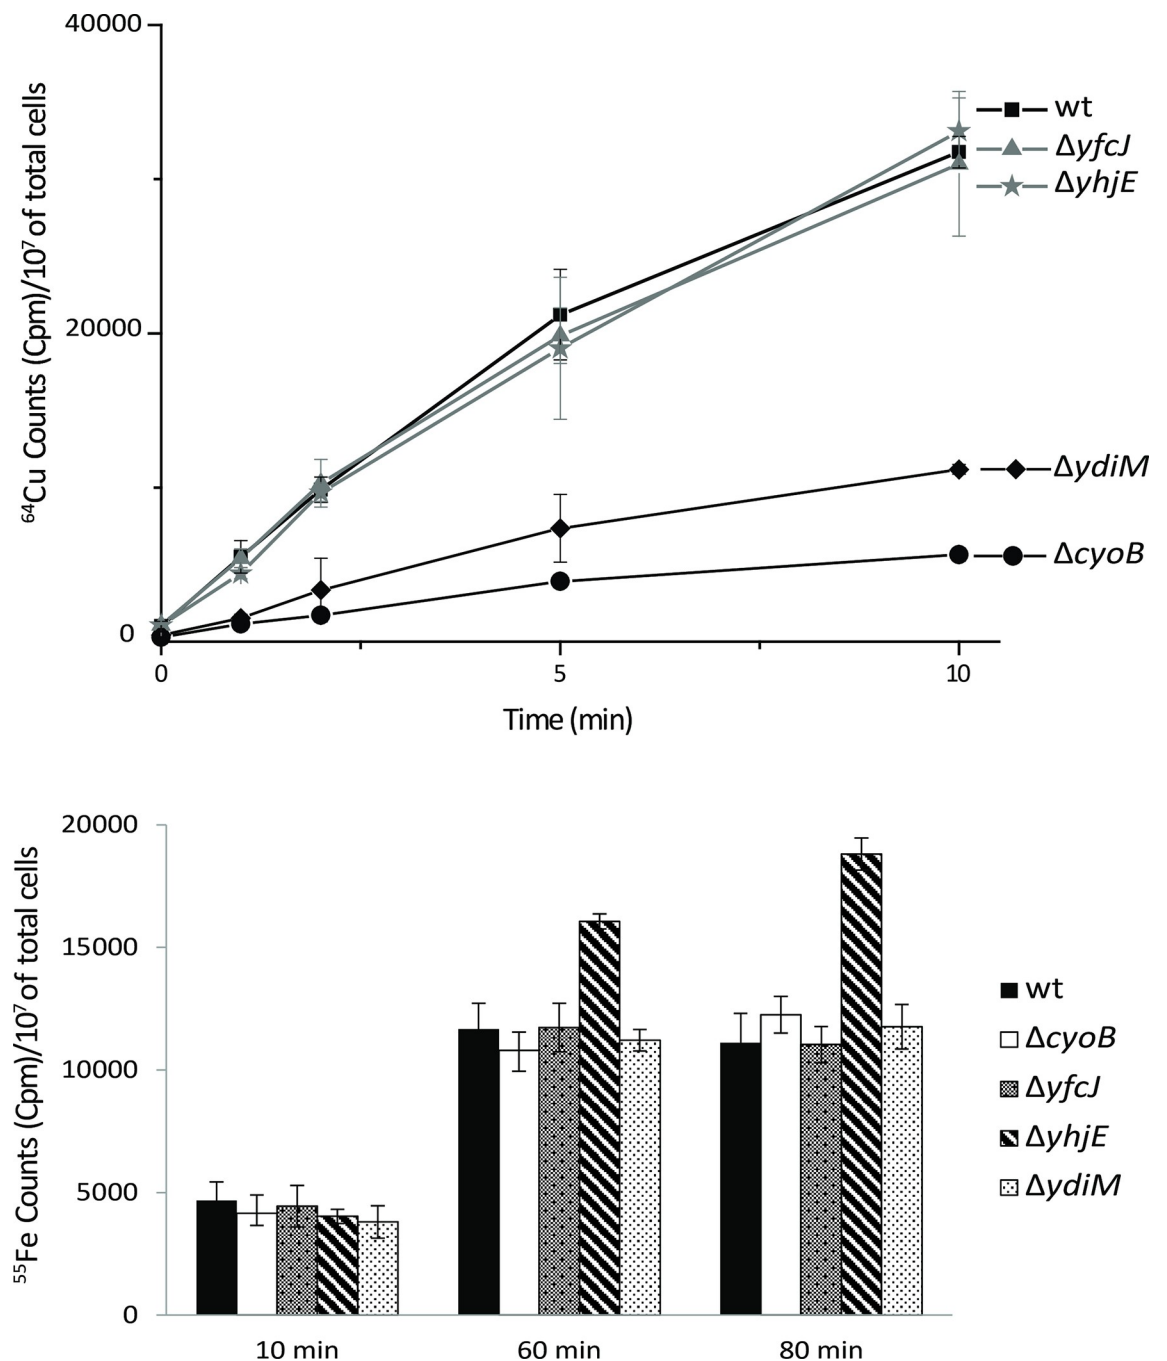 40000
20000
0
⁶⁴Cu Counts (Cpm)/10⁷ of total cells
wt
ΔyfcJ
ΔyhjE
ΔydiM
ΔcyoB
0 5 10
Time (min)
20000
15000
10000
5000
0
⁵⁵Fe Counts (Cpm)/10⁷ of total cells
wt
ΔcyoB
ΔyfcJ
ΔyhjE
ΔydiM
10 min 60 min 80 min